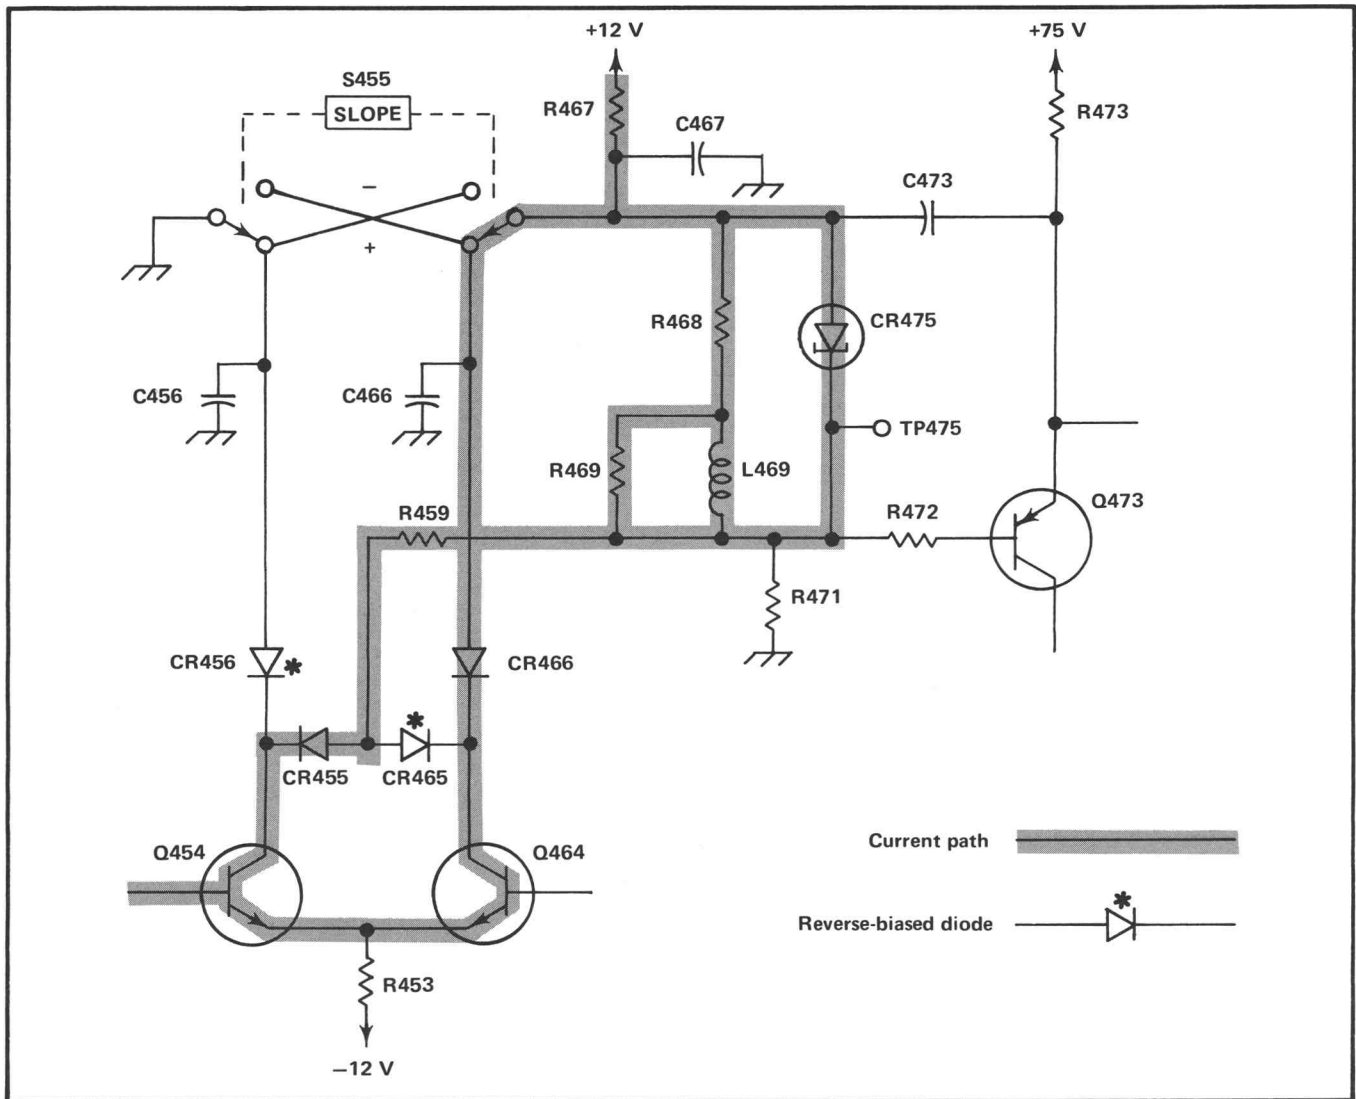 +12 V
+75 V
S455
SLOPE
R467
C467
R473
C473
−
+
R468
CR475
C456
C466
TP475
R469
L469
R459
R472
Q473
R471
CR456
*
CR466
*
CR455
CR465
Q454
Q464
Current path
*
Reverse-biased diode
R453
−12 V